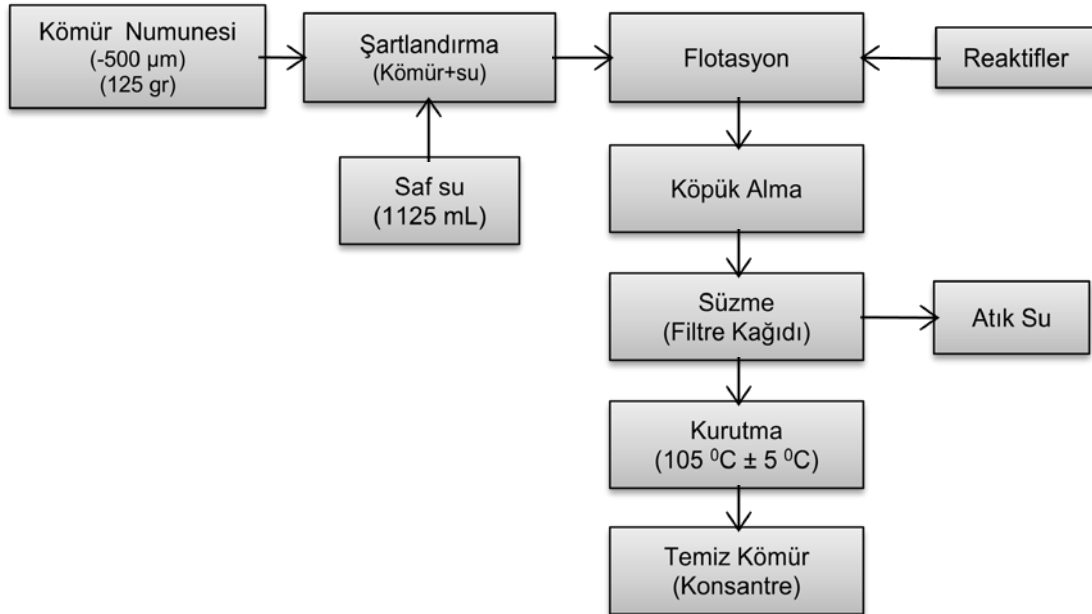 Kömür Numunesi
(-500 µm)
(125 gr)
Şartlandırma
(Kömür+su)
Flotasyon
Reaktifler
Saf su
(1125 mL)
Köpük Alma
Süzme
(Filtre Kağıdı)
Atık Su
Kurutma
(105 ⁰C ± 5 ⁰C)
Temiz Kömür
(Konsantre)